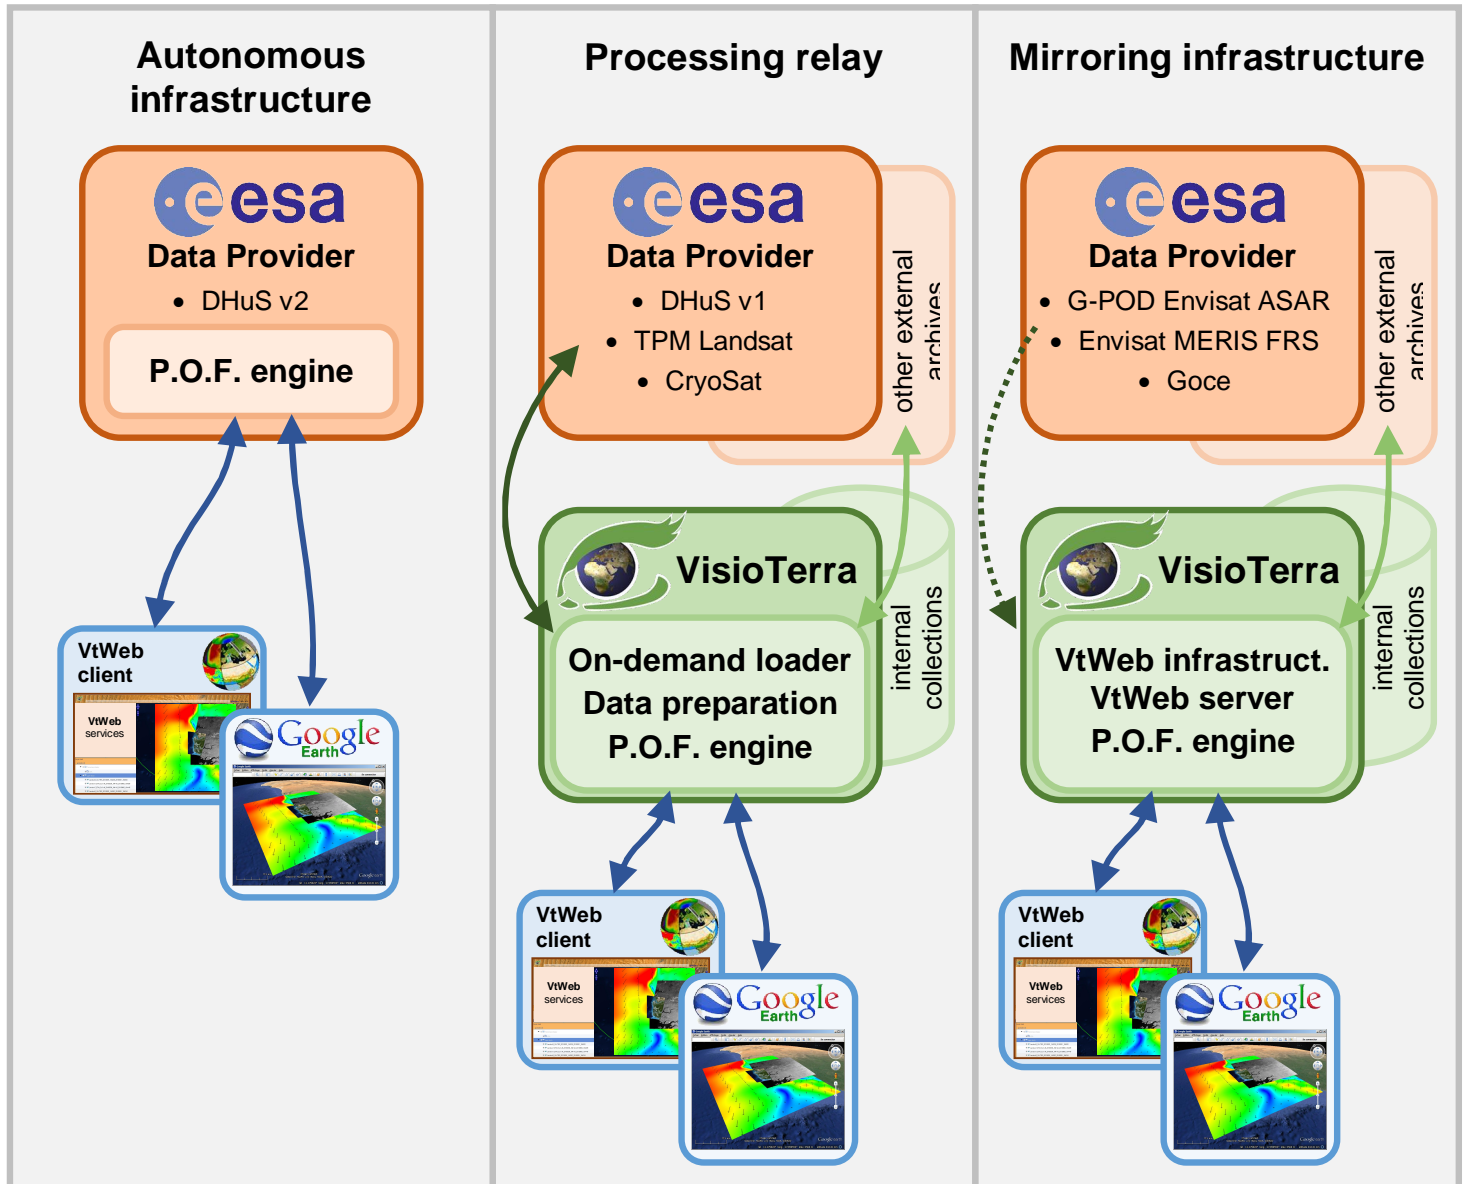 Autonomous
infrastructure
esa
Data Provider
• DHuS v2
P.O.F. engine
VtWeb
client
VtWeb
services
Google
Earth
Processing relay
esa
Data Provider
• DHuS v1
• TPM Landsat
• CryoSat
other external
archives
VisioTerra
On-demand loader
Data preparation
P.O.F. engine
internal
collections
VtWeb
client
VtWeb
services
Google
Earth
Mirroring infrastructure
esa
Data Provider
• G-POD Envisat ASAR
• Envisat MERIS FRS
• Goce
other external
archives
VisioTerra
VtWeb infrastruct.
VtWeb server
P.O.F. engine
internal
collections
VtWeb
client
VtWeb
services
Google
Earth